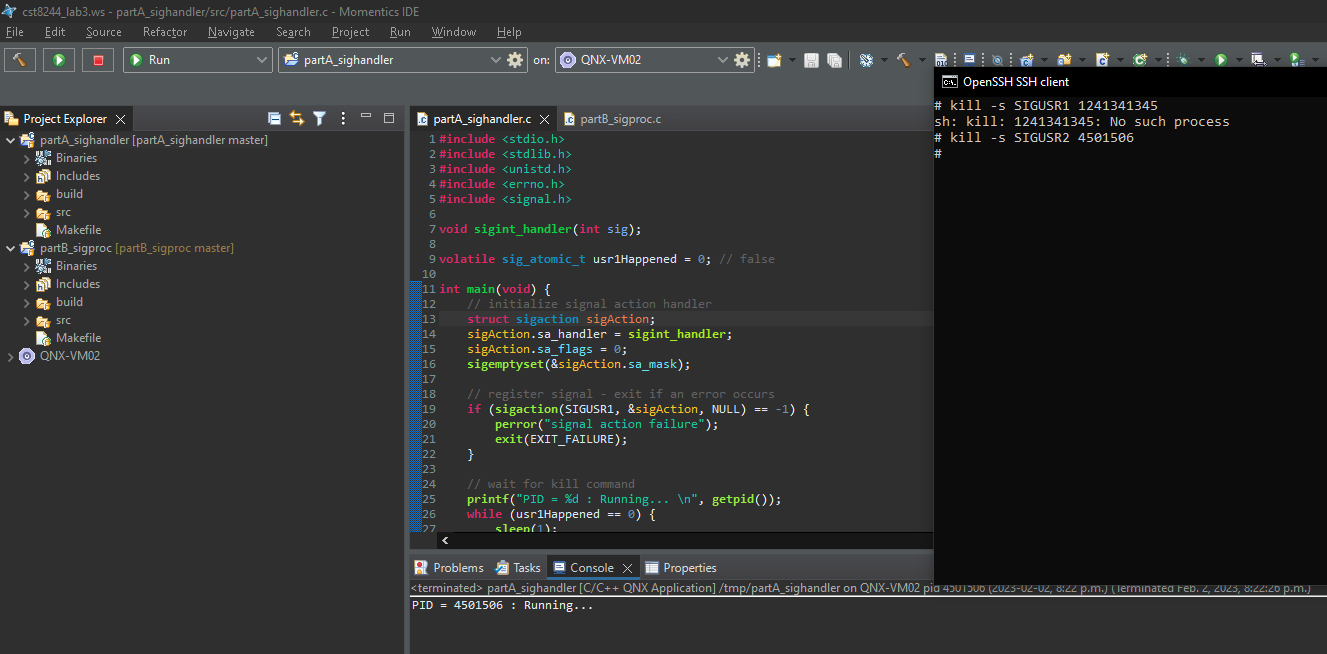 cst8244_lab3.ws - partA_sighandler/src/partA_sighandler.c - Momentics IDE
File Edit Source Refactor Navigate Search Project Run Window Help
Run partA_sighandler on: QNX-VM02
Project Explorer
partA_sighandler [partA_sighandler master]
Binaries
Includes
build
src
Makefile
partB_sigproc [partB_sigproc master]
Binaries
Includes
build
src
Makefile
QNX-VM02
partA_sighandler.c partB_sigproc.c
1 #include <stdio.h>
2 #include <stdlib.h>
3 #include <unistd.h>
4 #include <errno.h>
5 #include <signal.h>
6
7 void sigint_handler(int sig);
8
9 volatile sig_atomic_t usr1Happened = 0; // false
10
11 int main(void) {
12 // initialize signal action handler
13 struct sigaction sigAction;
14 sigAction.sa_handler = sigint_handler;
15 sigAction.sa_flags = 0;
16 sigemptyset(&sigAction.sa_mask);
17
18 // register signal - exit if an error occurs
19 if (sigaction(SIGUSR1, &sigAction, NULL) == -1) {
20 perror("signal action failure");
21 exit(EXIT_FAILURE);
22 }
23
24 // wait for kill command
25 printf("PID = %d : Running... \n", getpid());
26 while (usr1Happened == 0) {
27 sleep(1);
OpenSSH SSH client
# kill -s SIGUSR1 1241341345
sh: kill: 1241341345: No such process
# kill -s SIGUSR2 4501506
#
Problems Tasks Console Properties
<terminated> partA_sighandler [C/C++ QNX Application] /tmp/partA_sighandler on QNX-VM02 pid 4501506 (2023-02-02, 8:22 p.m.) (Terminated Feb. 2, 2023, 8:22:26 p.m.)
PID = 4501506 : Running...